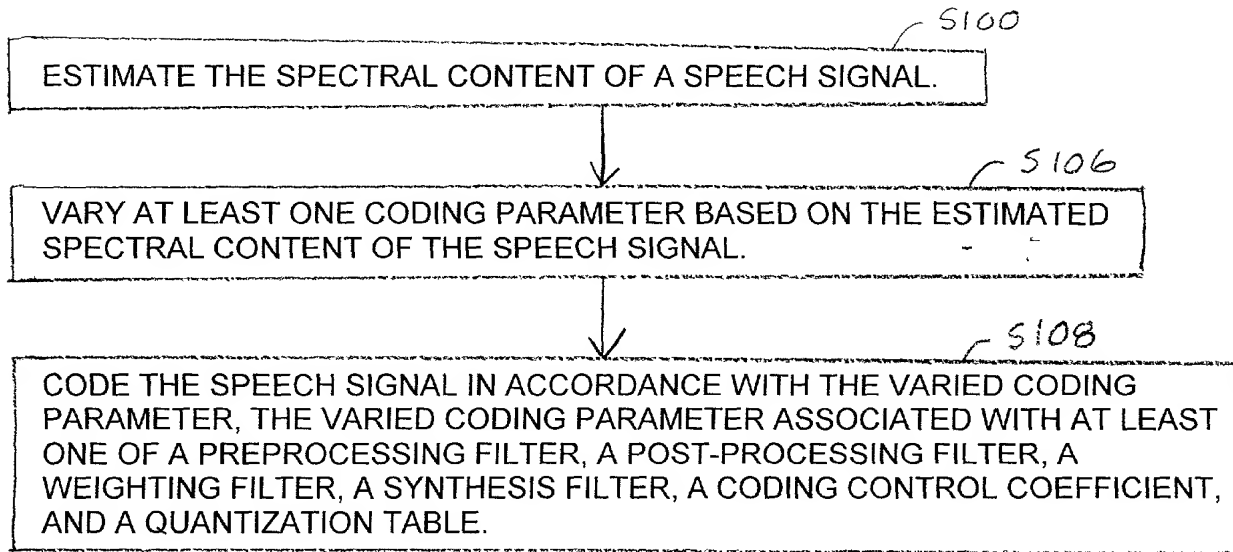 S100
ESTIMATE THE SPECTRAL CONTENT OF A SPEECH SIGNAL.
S106
VARY AT LEAST ONE CODING PARAMETER BASED ON THE ESTIMATED
SPECTRAL CONTENT OF THE SPEECH SIGNAL.
S108
CODE THE SPEECH SIGNAL IN ACCORDANCE WITH THE VARIED CODING
PARAMETER, THE VARIED CODING PARAMETER ASSOCIATED WITH AT LEAST
ONE OF A PREPROCESSING FILTER, A POST-PROCESSING FILTER, A
WEIGHTING FILTER, A SYNTHESIS FILTER, A CODING CONTROL COEFFICIENT,
AND A QUANTIZATION TABLE.